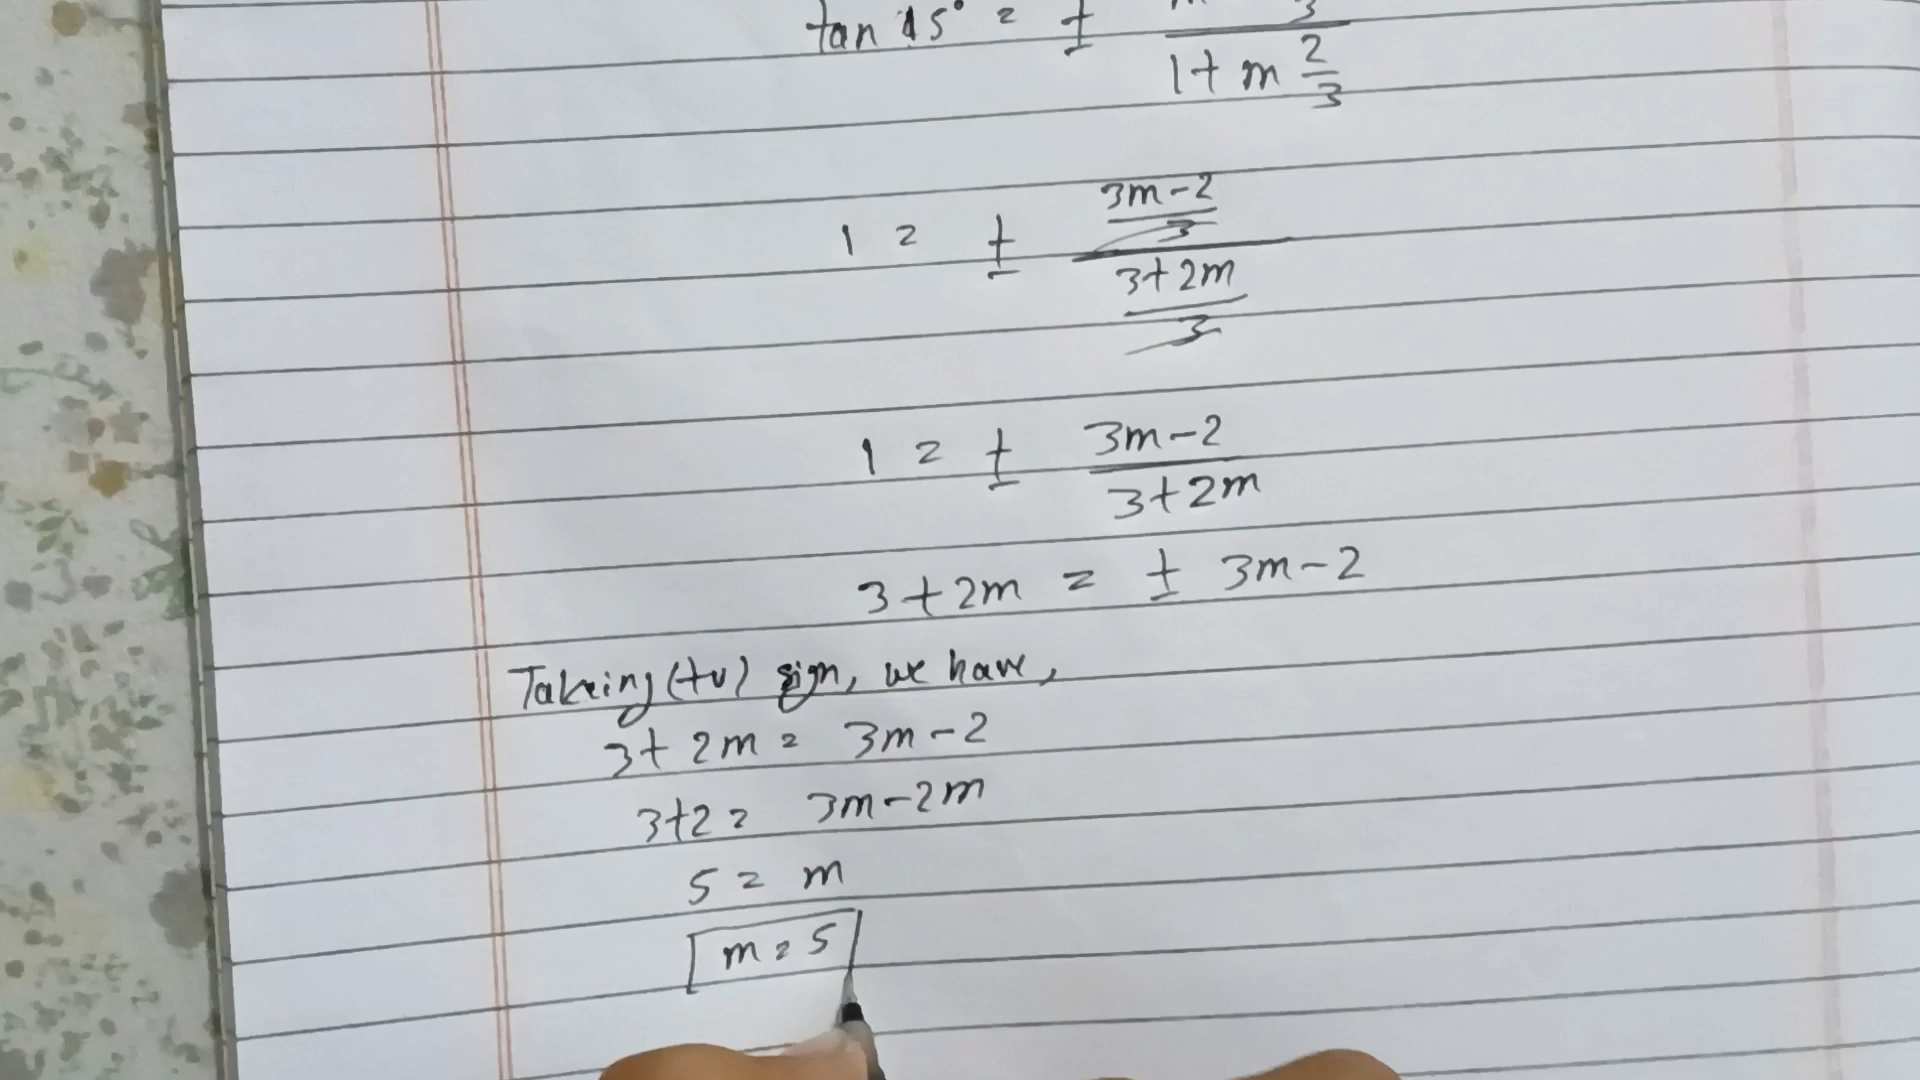 tan 45° = ±
1 + m 2/3
1 = ± (3m-2)/3 / (3+2m)/3
1 = ± (3m-2)/(3+2m)
3+2m = ± 3m-2
Taking (+v) sign, we have,
3+ 2m = 3m-2
3+2 = 3m-2m
5 = m
m = 5